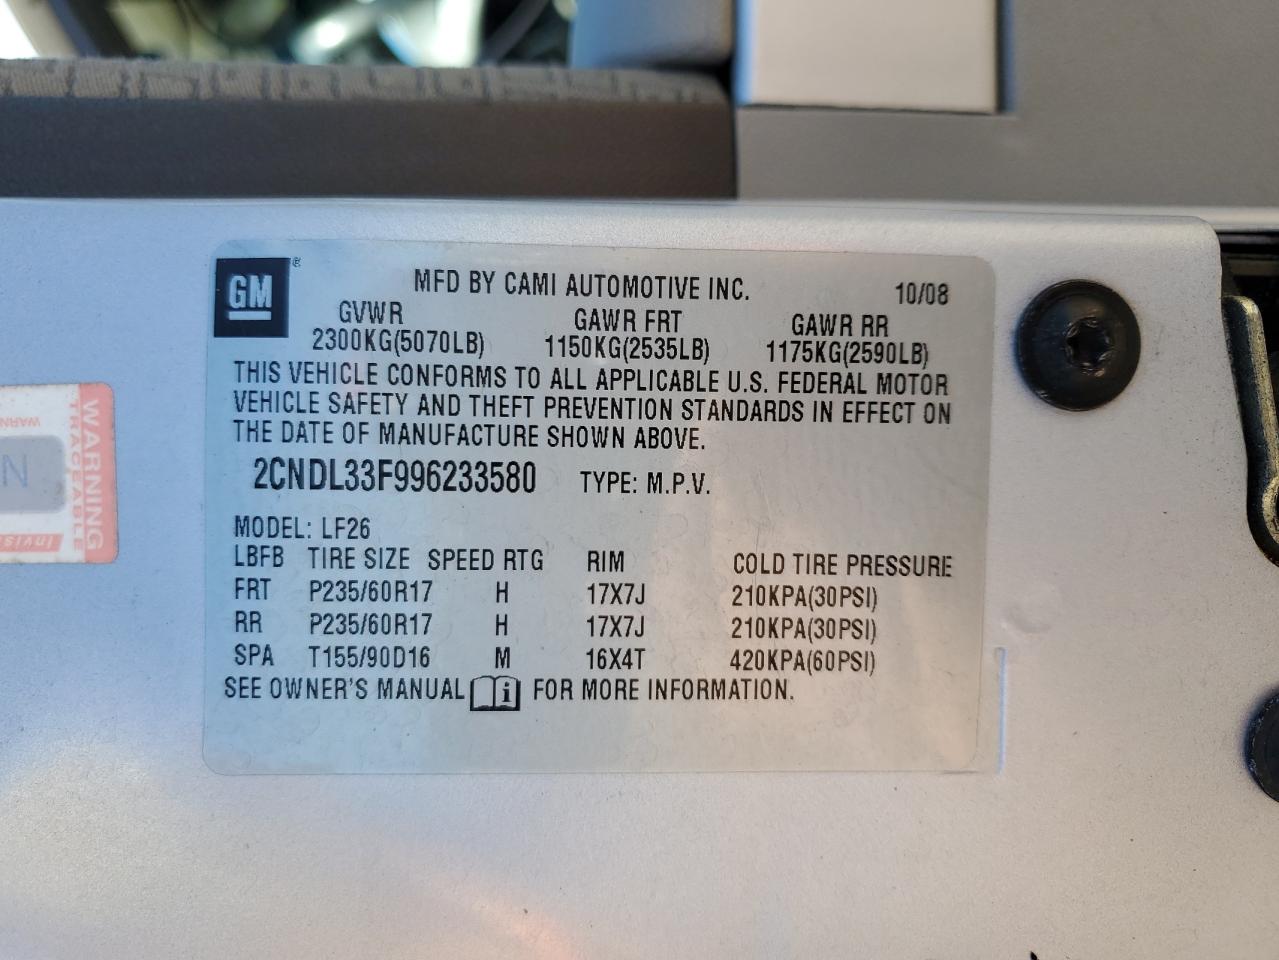 GM ®
MFD BY CAMI AUTOMOTIVE INC. 10/08
GVWR GAWR FRT GAWR RR
2300KG(5070LB) 1150KG(2535LB) 1175KG(2590LB)
THIS VEHICLE CONFORMS TO ALL APPLICABLE U.S. FEDERAL MOTOR
VEHICLE SAFETY AND THEFT PREVENTION STANDARDS IN EFFECT ON
THE DATE OF MANUFACTURE SHOWN ABOVE.
2CNDL33F996233580 TYPE: M.P.V.
MODEL: LF26
LBFB TIRE SIZE SPEED RTG RIM COLD TIRE PRESSURE
FRT P235/60R17 H 17X7J 210KPA(30PSI)
RR P235/60R17 H 17X7J 210KPA(30PSI)
SPA T155/90D16 M 16X4T 420KPA(60PSI)
SEE OWNER'S MANUAL i FOR MORE INFORMATION.
WARNING
TRACEABLE